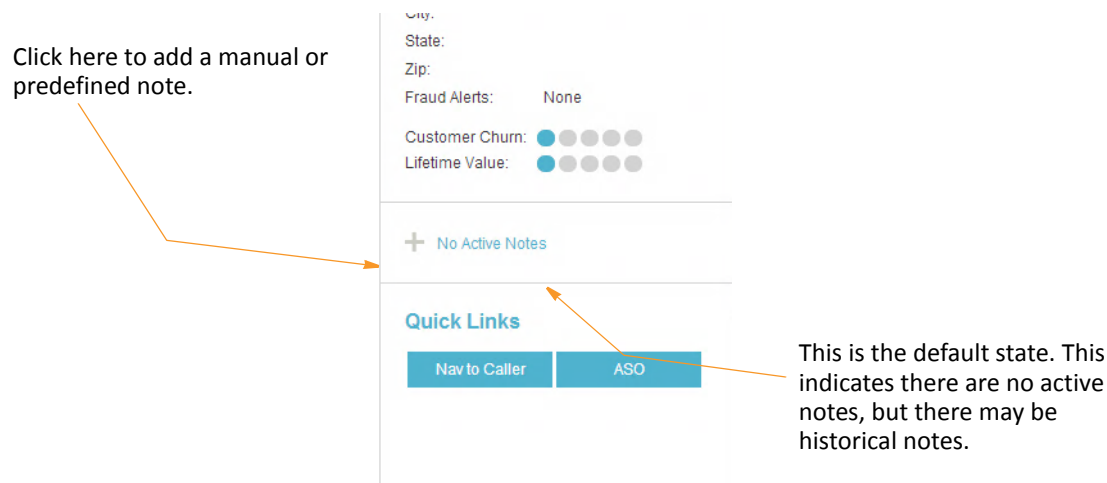 City:
State:
Click here to add a manual or
predefined note.
Zip:
Fraud Alerts: None
Customer Churn:
Lifetime Value:
No Active Notes
Quick Links
Nav to Caller ASO
This is the default state. This
indicates there are no active
notes, but there may be
historical notes.